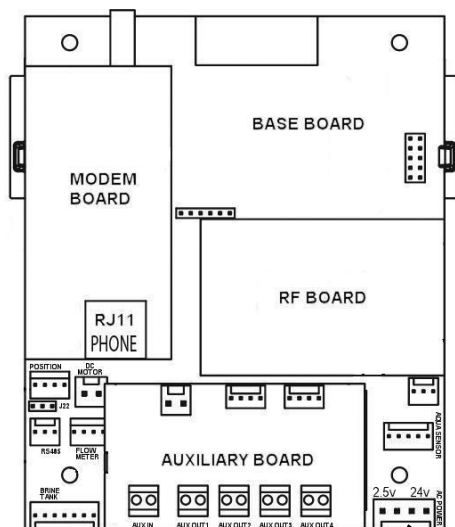 BASE BOARD
MODEM
BOARD
RF BOARD
RJ11
PHONE
POSITION
DC
MOTOR
J22
RS485
FLOW
METER
AQUA SENSOR
AUXILIARY BOARD
BRINE
TANK
2.5v 24v
AC POWER
AUX IN AUX OUT1 AUX OUT2 AUX OUT3 AUX OUT4